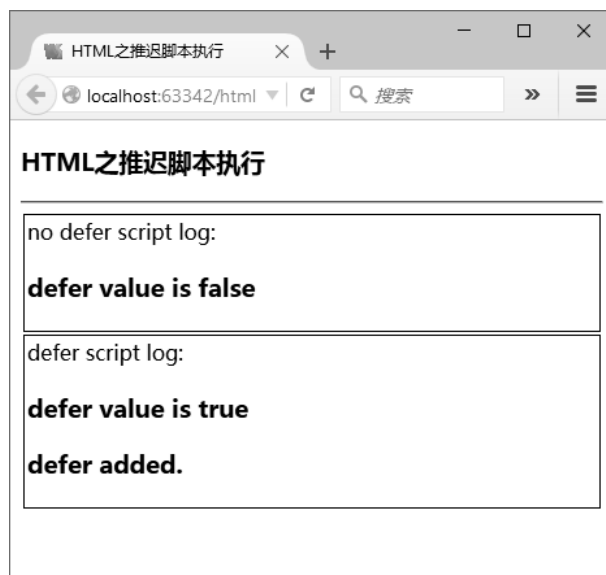 HTML之推迟脚本执行
localhost:63342/html
搜索
HTML之推迟脚本执行
no defer script log:
defer value is false
defer script log:
defer value is true
defer added.